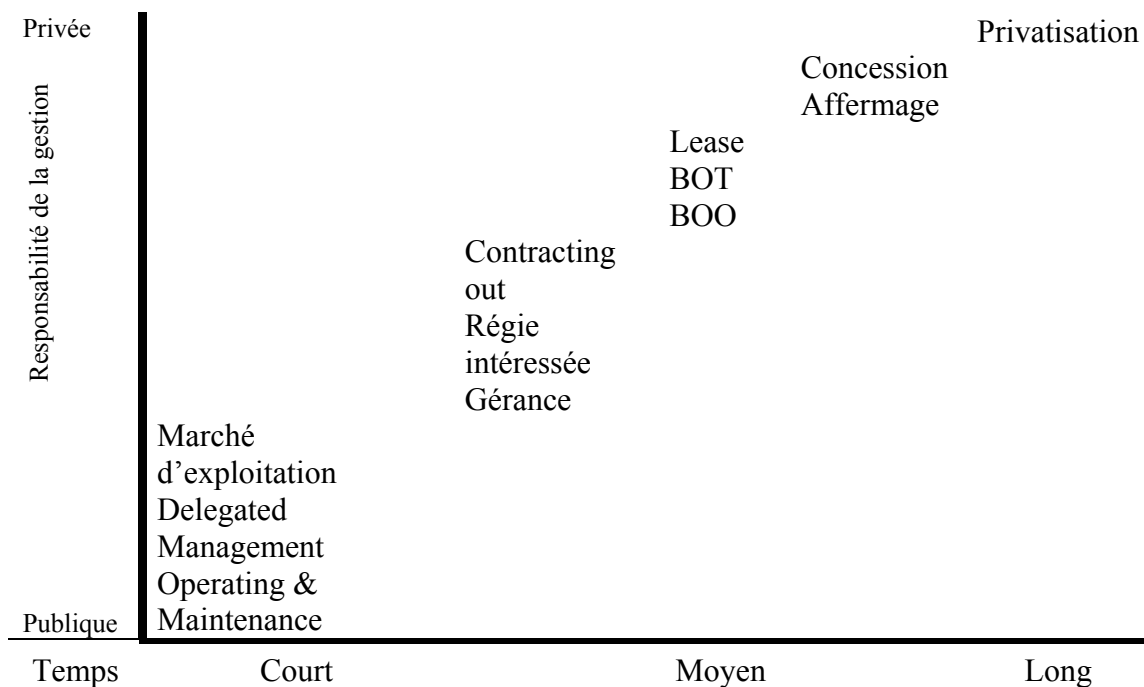 Privée
Privatisation
Concession
Affermage
Responsabilité de la gestion
Lease
BOT
BOO
Contracting
out
Régie
intéressée
Gérance
Marché
d’exploitation
Delegated
Management
Operating &
Maintenance
Publique
Temps Court Moyen Long